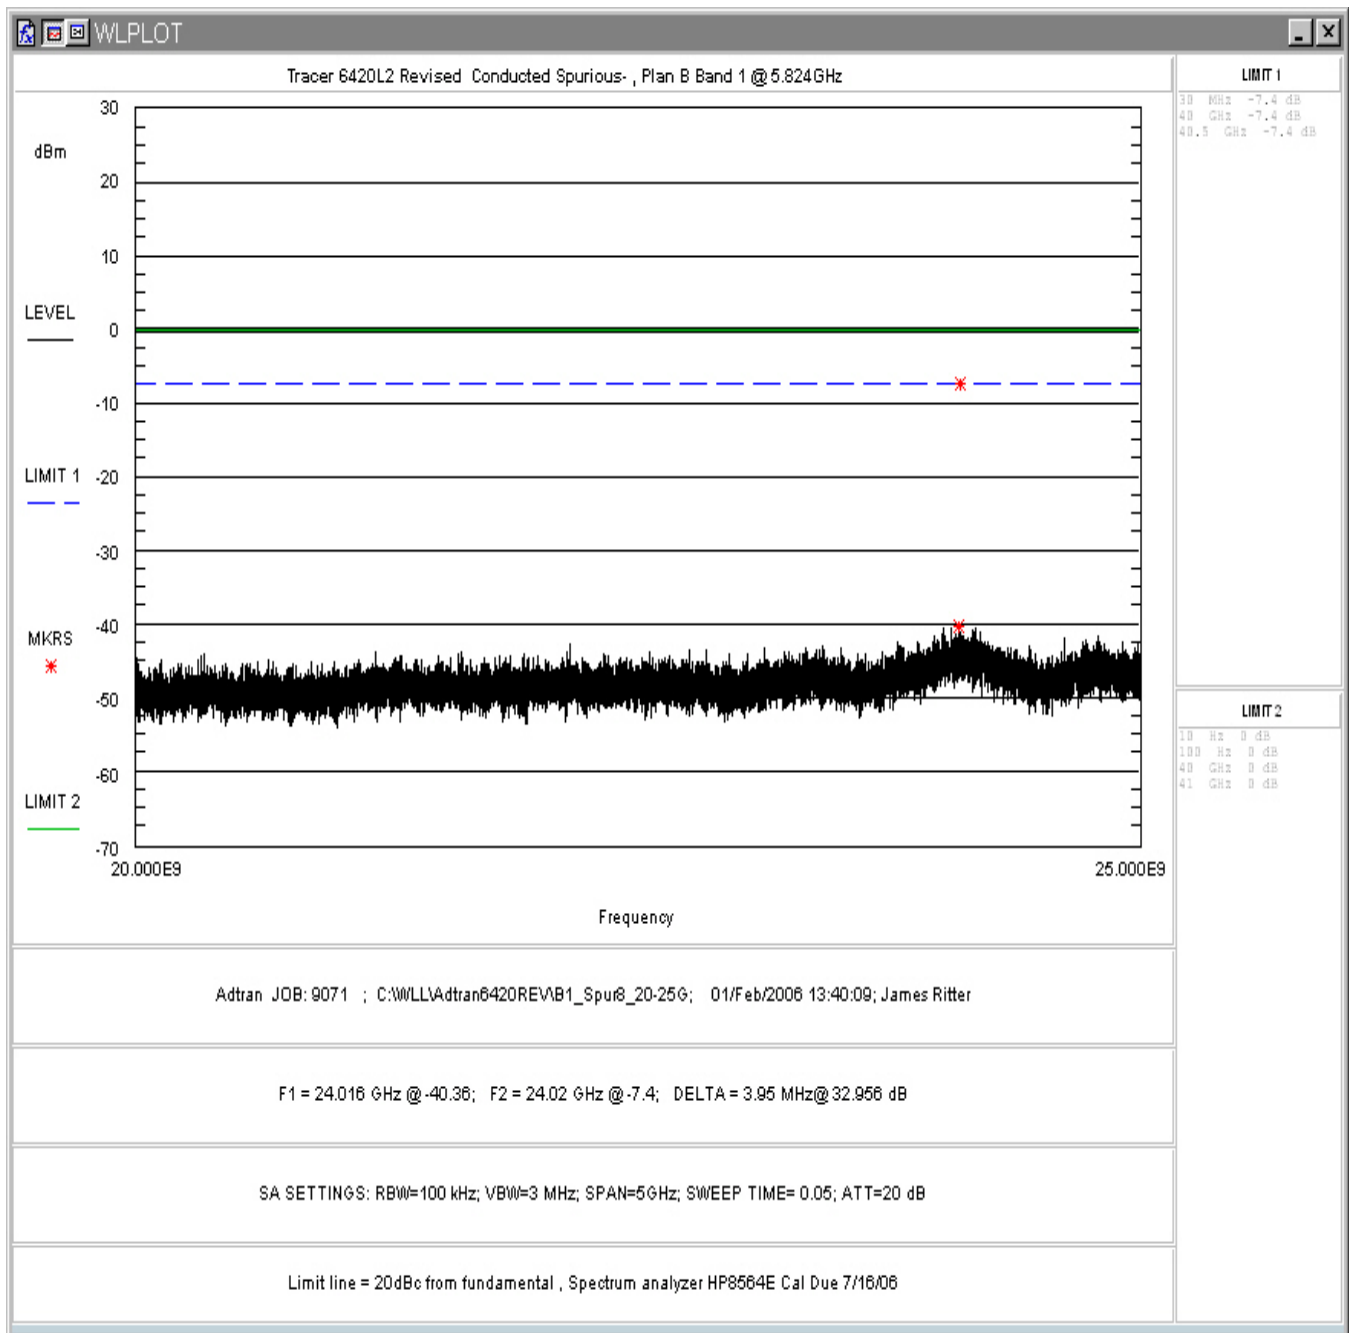 WLPLOT
Tracer 6420L2 Revised  Conducted Spurious- , Plan B Band 1 @ 5.824GHz
30
dBm
20
10
LEVEL
0
-10
LIMIT 1
-20
-30
MKRS
-40
-50
-60
LIMIT 2
-70
20.000E9
25.000E9
Frequency
LIMIT 1
30  MHz  -7.4 dB
40  GHz  -7.4 dB
40.5  GHz  -7.4 dB
LIMIT 2
10  Hz  0 dB
100  Hz  0 dB
40  GHz  0 dB
41  GHz  0 dB
Adtran  JOB: 9071   ;  C:\WLL\Adtran6420REV\B1_Spur8_20-25G;    01/Feb/2006 13:40:09; James Ritter
F1 = 24.016 GHz @ -40.36;   F2 = 24.02 GHz @ -7.4;   DELTA = 3.95 MHz@ 32.956 dB
SA SETTINGS: RBW=100 kHz; VBW=3 MHz; SPAN=5GHz; SWEEP TIME= 0.05; ATT=20 dB
Limit line = 20dBc from fundamental , Spectrum analyzer HP8564E Cal Due 7/16/06